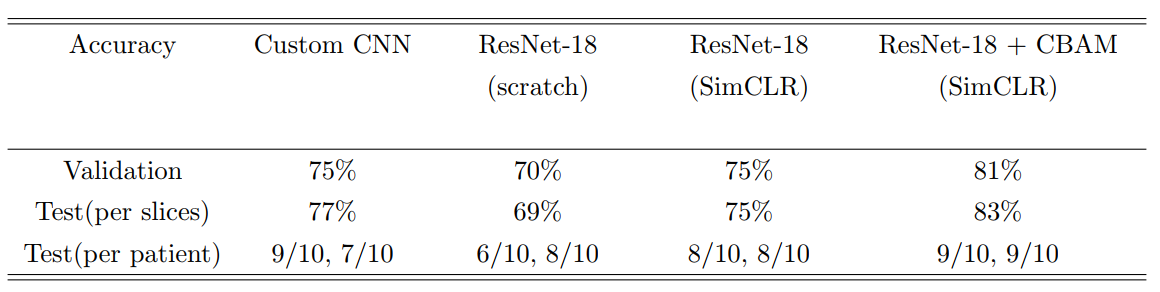 Accuracy Custom CNN ResNet-18 ResNet-18 ResNet-18 + CBAM
(scratch) (SimCLR) (SimCLR)
Validation 75% 70% 75% 81%
Test(per slices) 77% 69% 75% 83%
Test(per patient) 9/10, 7/10 6/10, 8/10 8/10, 8/10 9/10, 9/10